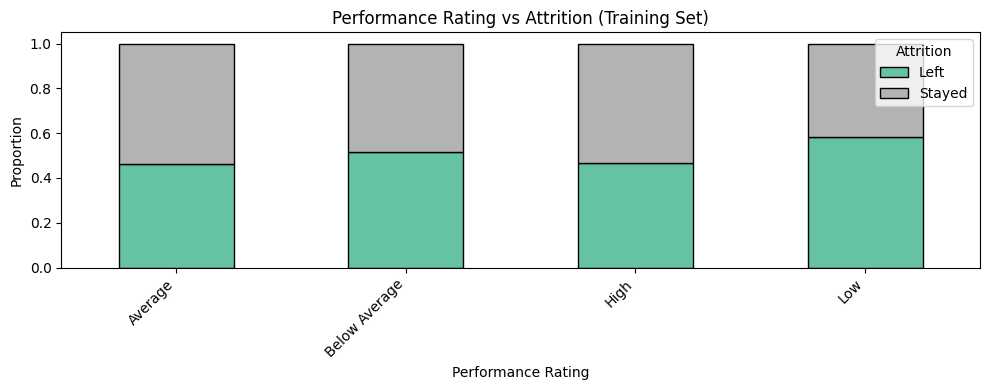 Performance Rating vs Attrition (Training Set)
Attrition
Left
Stayed
Proportion
1.0
0.8
0.6
0.4
0.2
0.0
Average
Below Average
High
Low
Performance Rating